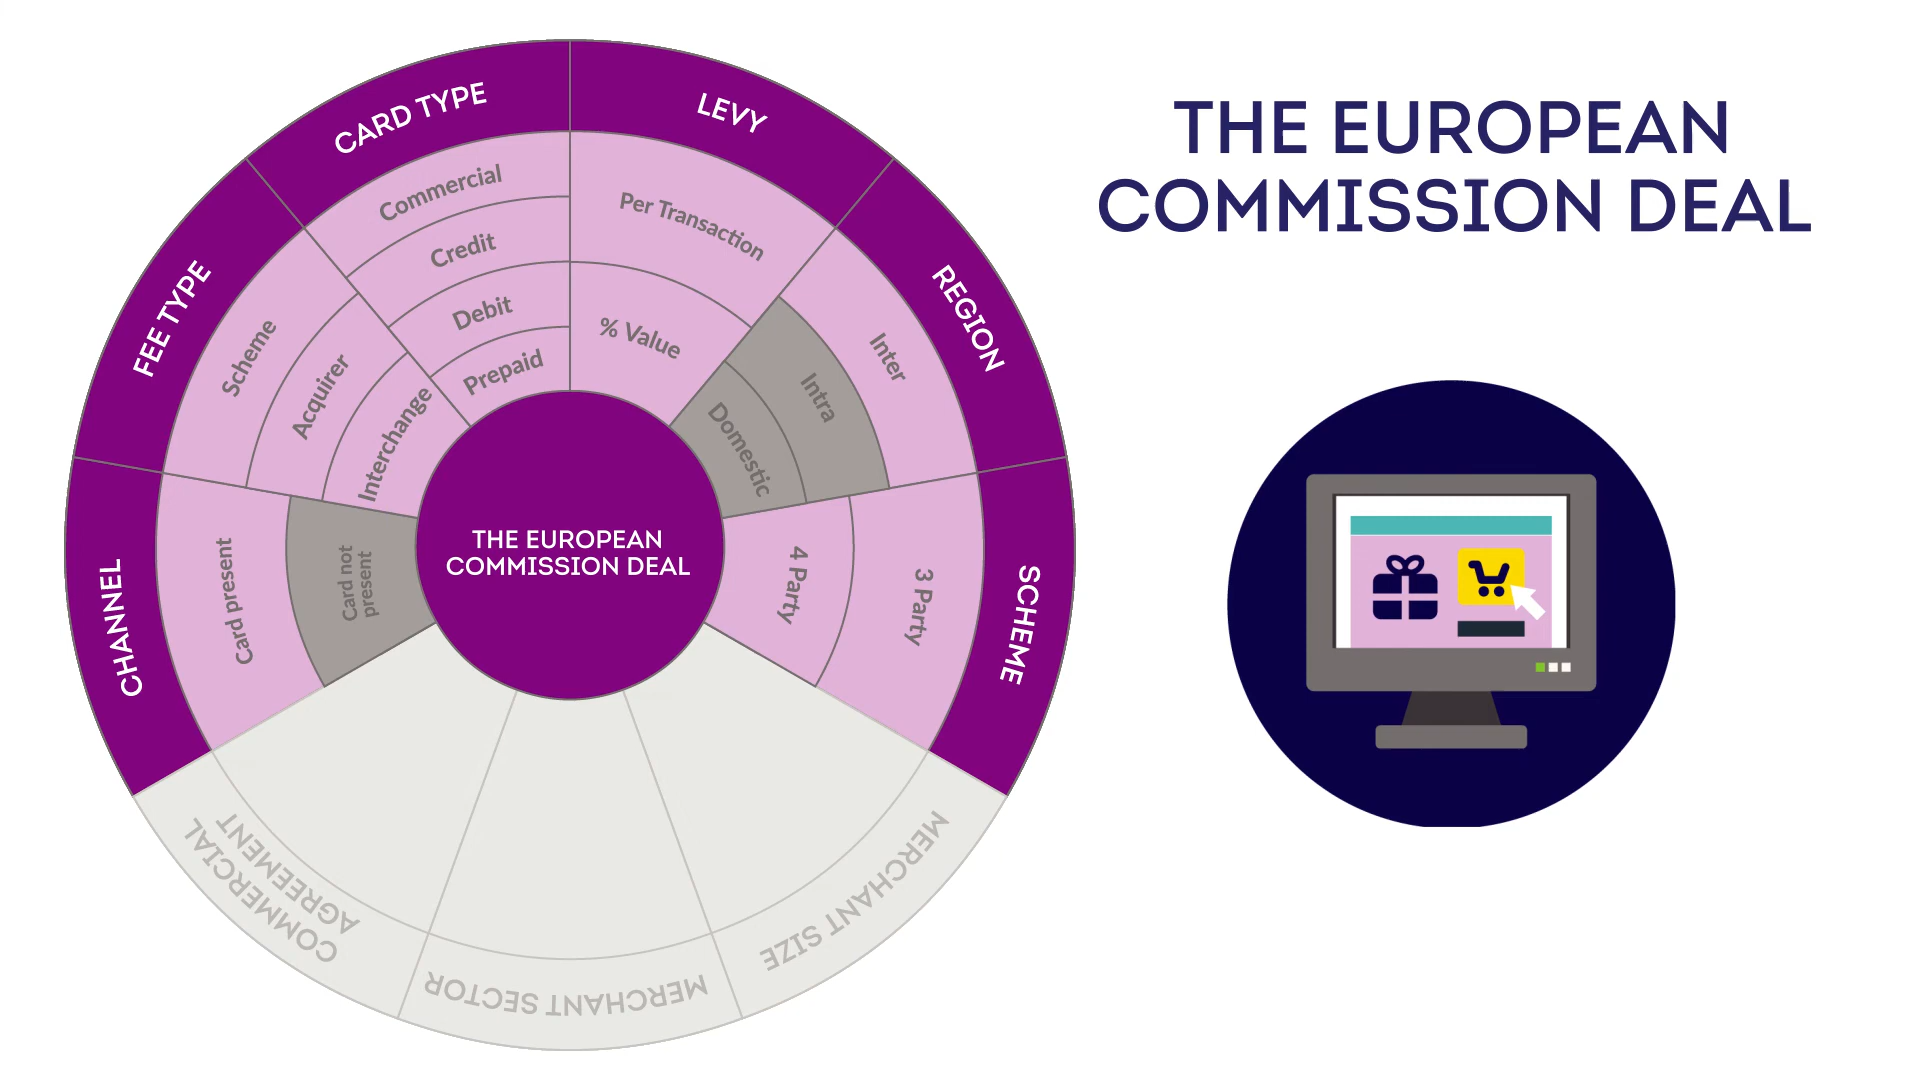 THE EUROPEAN
COMMISSION DEAL
CARD TYPE
Commercial
Credit
Debit
Prepaid
LEVY
Per Transaction
% Value
REGION
Inter
Intra
Domestic
SCHEME
3 Party
4 Party
MERCHANT SIZE
MERCHANT SECTOR
COMMERCIAL
AGREEMENT
CHANNEL
Card present
Card not
present
FEE TYPE
Scheme
Acquirer
Interchange
THE EUROPEAN
COMMISSION DEAL